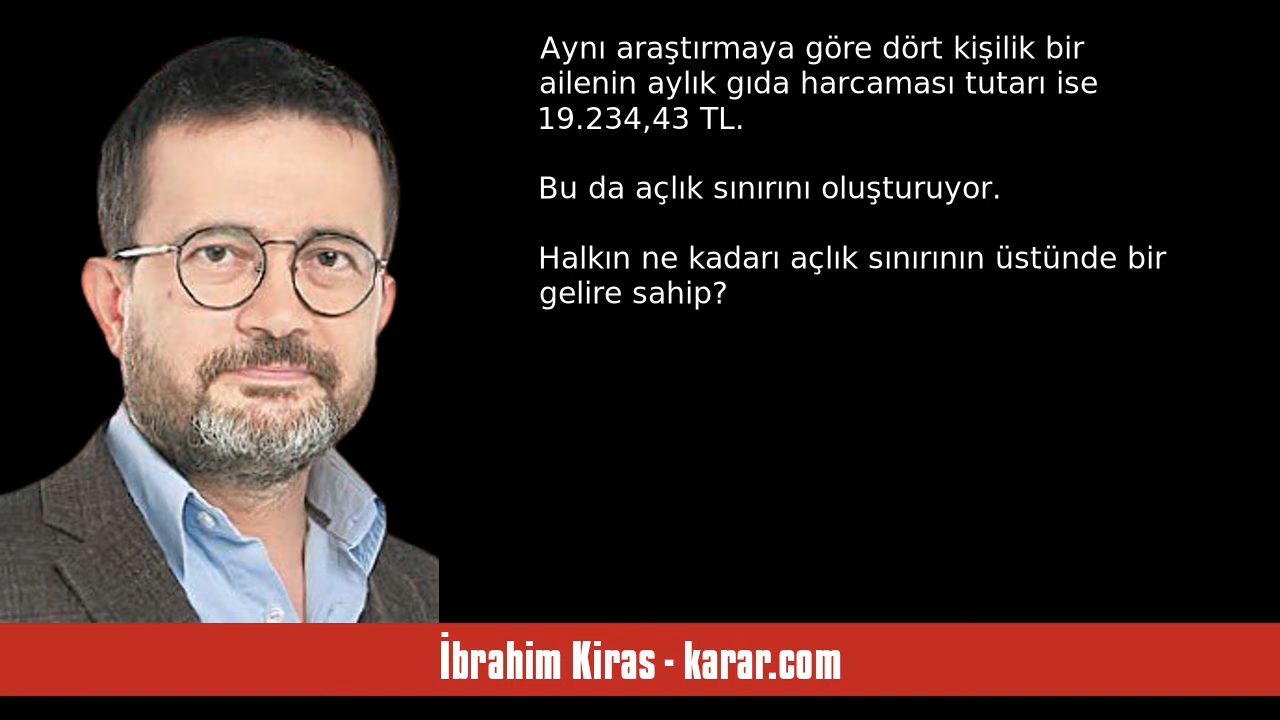 Aynı araştırmaya göre dört kişilik bir
ailenin aylık gıda harcaması tutarı ise
19.234,43 TL.
Bu da açlık sınırını oluşturuyor.
Halkın ne kadarı açlık sınırının üstünde bir
gelire sahip?
İbrahim Kiras - karar.com